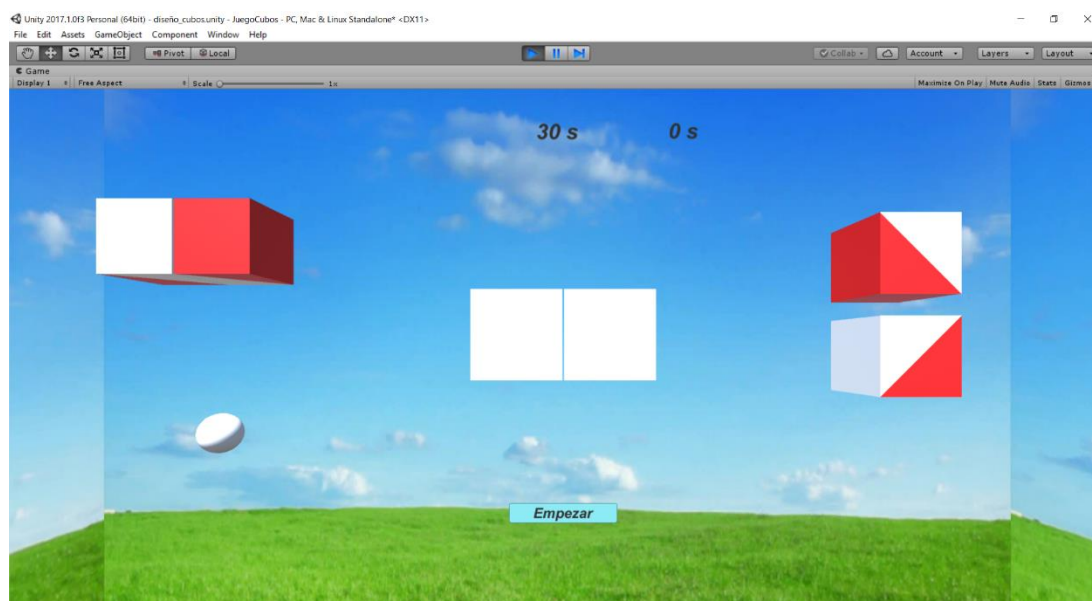 Unity 2017.1.0f3 Personal (64bit) - diseño_cubos.unity - JuegoCubos - PC, Mac & Linux Standalone* <DX11>
File Edit Assets GameObject Component Window Help
Pivot Local Collab Account Layers Layout
Game
Display 1 Free Aspect Scale 1x Maximize On Play Mute Audio Stats Gizmos
30 s 0 s
Empezar